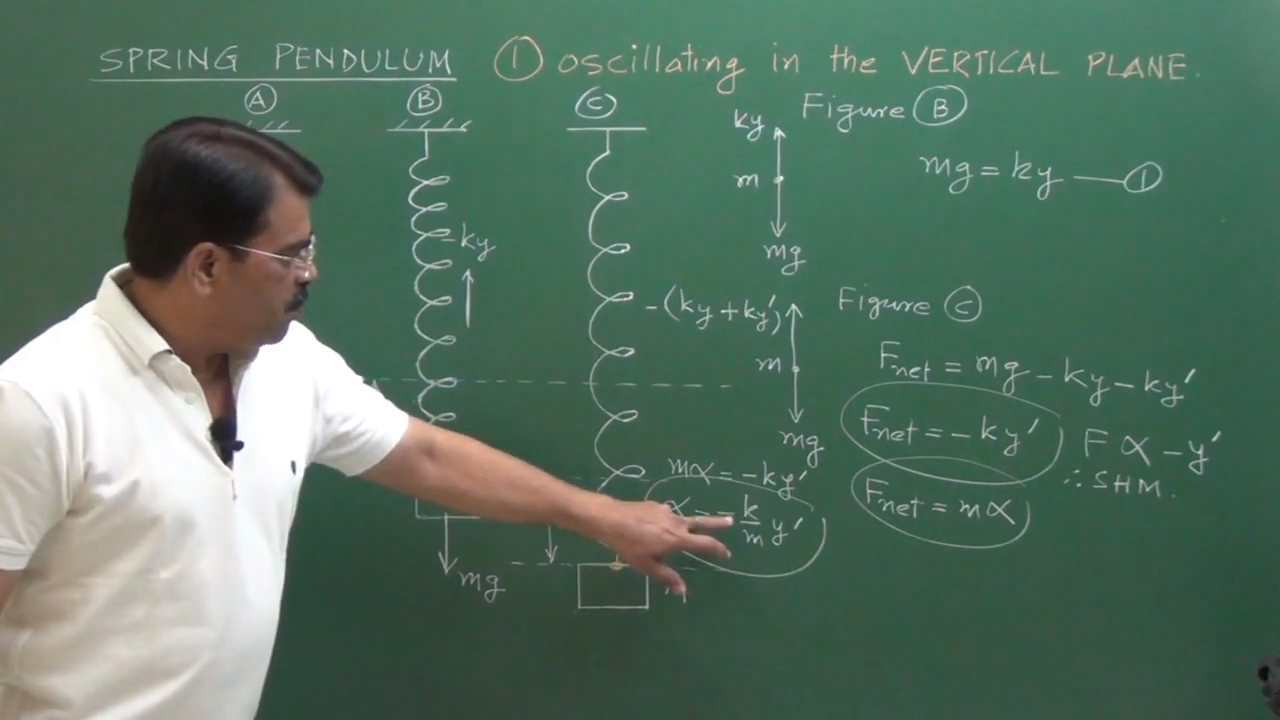 SPRING PENDULUM ① oscillating in the VERTICAL PLANE.
Ⓐ Ⓑ Ⓒ
Figure Ⓑ
ky
m
mg
mg = ky — ①
-ky
Figure Ⓒ
-(ky + ky')
m
mg
Fnet = mg - ky - ky'
Fnet = - ky'
F ∝ - y'
∴ SHM.
Fnet = mα
mα = - ky'
α = - k/m y'
mg